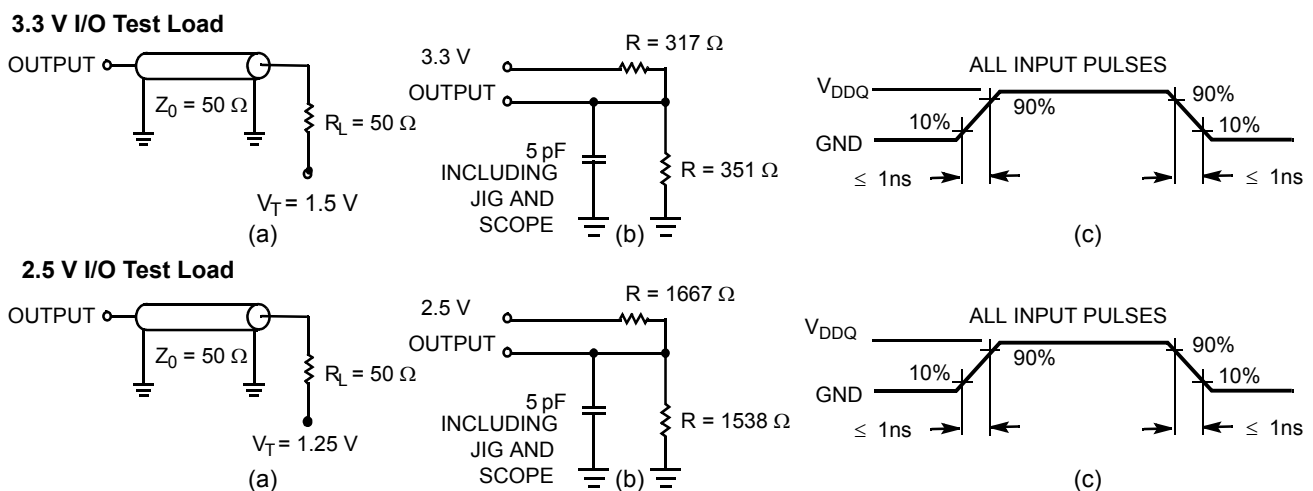 3.3 V I/O Test Load
OUTPUT
Z0 = 50 Ω
RL = 50 Ω
VT = 1.5 V
(a)
3.3 V
OUTPUT
R = 317 Ω
5 pF
INCLUDING
JIG AND
SCOPE
R = 351 Ω
(b)
ALL INPUT PULSES
VDDQ
GND
10%
90%
90%
10%
≤ 1ns
≤ 1ns
(c)
2.5 V I/O Test Load
OUTPUT
Z0 = 50 Ω
RL = 50 Ω
VT = 1.25 V
(a)
2.5 V
OUTPUT
R = 1667 Ω
5 pF
INCLUDING
JIG AND
SCOPE
R = 1538 Ω
(b)
ALL INPUT PULSES
VDDQ
GND
10%
90%
90%
10%
≤ 1ns
≤ 1ns
(c)